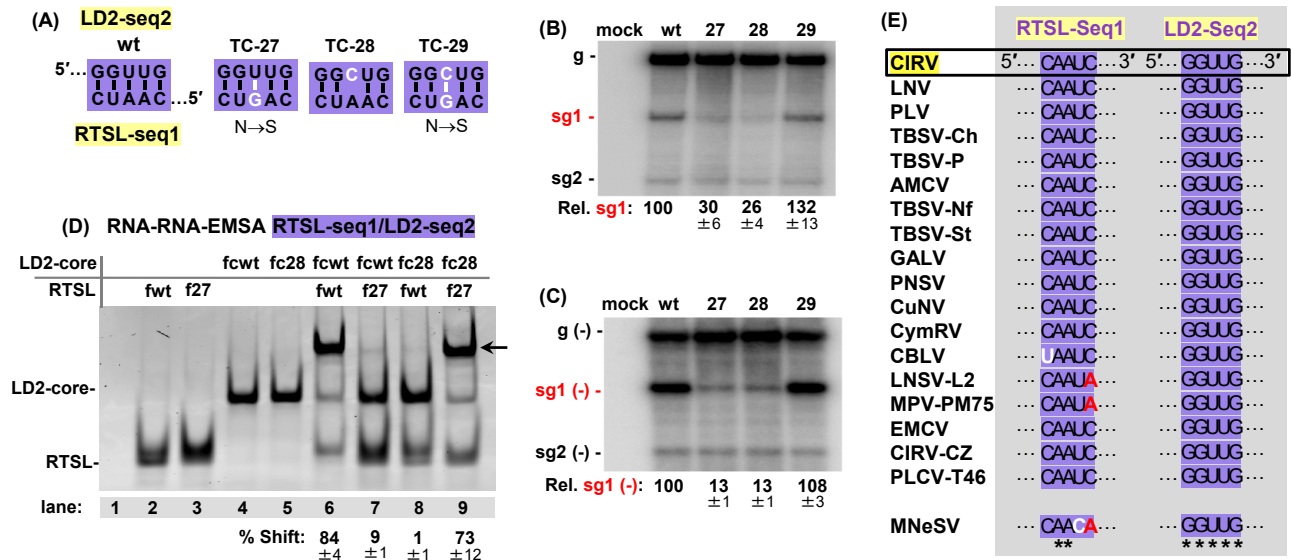 (A)
LD2-seq2
wt TC-27 TC-28 TC-29
5′...GGUUG GGUUG GGCUG GGCUG
CUAAC...5′ CUGAC CUAAC CUGAC
RTSL-seq1 N→S N→S
(B)
mock wt 27 28 29
g -
sg1 -
sg2 -
Rel. sg1: 100 30 26 132
±6 ±4 ±13
(C)
mock wt 27 28 29
g (-) -
sg1 (-) -
sg2 (-) -
Rel. sg1 (-): 100 13 13 108
±1 ±1 ±3
(D) RNA-RNA-EMSA RTSL-seq1/LD2-seq2
LD2-core fcwt fc28 fcwt fcwt fc28 fc28
RTSL fwt f27 fwt f27 fwt f27
LD2-core-
RTSL-
lane: 1 2 3 4 5 6 7 8 9
% Shift: 84 9 1 73
±4 ±1 ±1 ±12
(E)
RTSL-Seq1 LD2-Seq2
CIRV 5′... CAAUC ...3′ 5′... GGUUG ...3′
LNV ... CAAUC ... ... GGUUG ...
PLV ... CAAUC ... ... GGUUG ...
TBSV-Ch ... CAAUC ... ... GGUUG ...
TBSV-P ... CAAUC ... ... GGUUG ...
AMCV ... CAAUC ... ... GGUUG ...
TBSV-Nf ... CAAUC ... ... GGUUG ...
TBSV-St ... CAAUC ... ... GGUUG ...
GALV ... CAAUC ... ... GGUUG ...
PNSV ... CAAUC ... ... GGUUG ...
CuNV ... CAAUC ... ... GGUUG ...
CymRV ... CAAUC ... ... GGUUG ...
CBLV ... UAAUC ... ... GGUUG ...
LNSV-L2 ... CAAUA ... ... GGUUG ...
MPV-PM75 ... CAAUA ... ... GGUUG ...
EMCV ... CAAUC ... ... GGUUG ...
CIRV-CZ ... CAAUC ... ... GGUUG ...
PLCV-T46 ... CAAUC ... ... GGUUG ...
MNeSV ... CAACA ... ... GGUUG ...
** *****